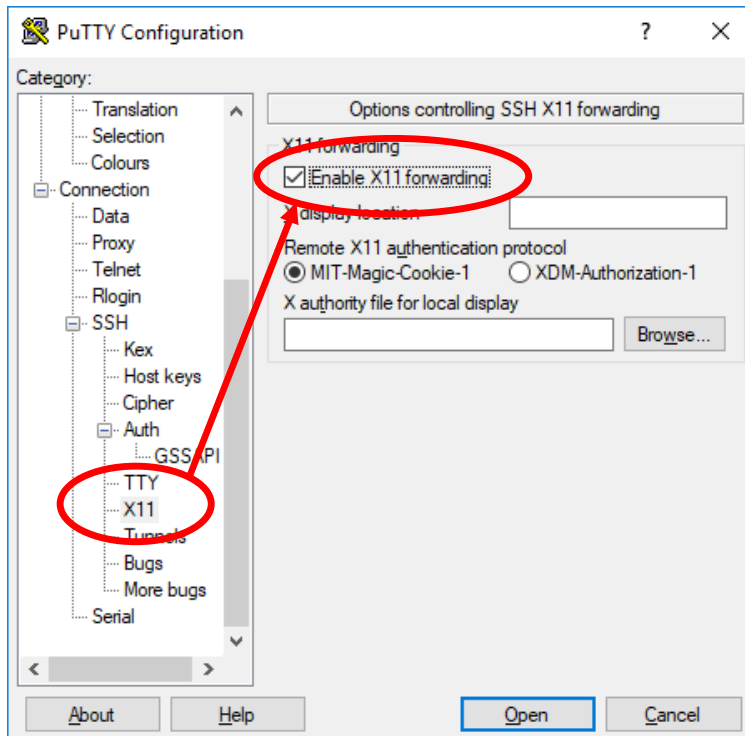 PuTTY Configuration
?
Category:
Translation
Selection
Colours
Connection
Data
Proxy
Telnet
Rlogin
SSH
Kex
Host keys
Cipher
Auth
GSSAPI
TTY
X11
Tunnels
Bugs
More bugs
Serial
Options controlling SSH X11 forwarding
X11 forwarding
Enable X11 forwarding
X display location
Remote X11 authentication protocol
MIT-Magic-Cookie-1 XDM-Authorization-1
X authority file for local display
Browse...
About Help Open Cancel